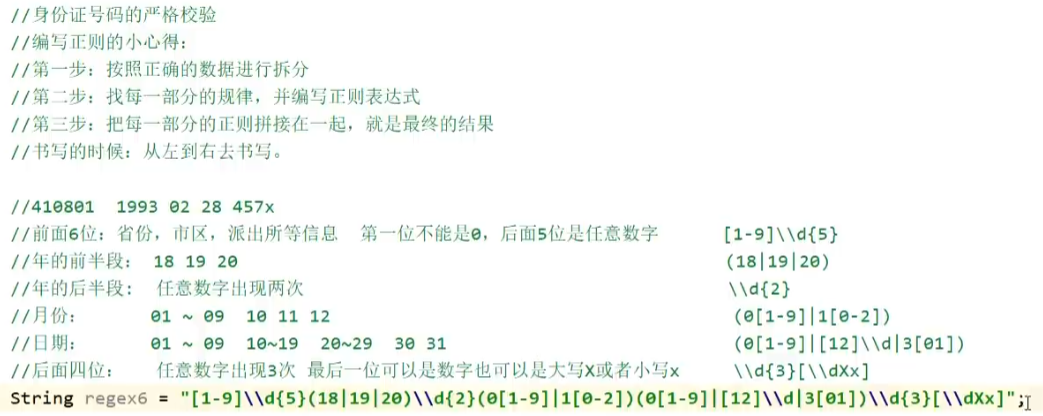 //身份证号码的严格校验
//编写正则的小心得：
//第一步：按照正确的数据进行拆分
//第二步：找每一部分的规律，并编写正则表达式
//第三步：把每一部分的正则拼接在一起，就是最终的结果
//书写的时候：从左到右去书写。
//410801 1993 02 28 457x
//前面6位：省份，市区，派出所等信息 第一位不能是0，后面5位是任意数字 [1-9]\\d{5}
//年的前半段： 18 19 20 (18|19|20)
//年的后半段： 任意数字出现两次 \\d{2}
//月份： 01 ~ 09 10 11 12 (0[1-9]|1[0-2])
//日期： 01 ~ 09 10~19 20~29 30 31 (0[1-9]|[12]\\d|3[01])
//后面四位： 任意数字出现3次 最后一位可以是数字也可以是大写X或者小写x \\d{3}[\\dXx]
String regex6 = "[1-9]\\d{5}(18|19|20)\\d{2}(0[1-9]|1[0-2])(0[1-9]|[12]\\d|3[01])\\d{3}[\\dXx]";